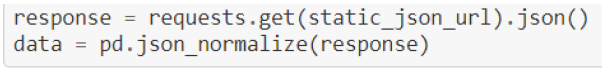 response = requests.get(static_json_url).json()
data = pd.json_normalize(response)